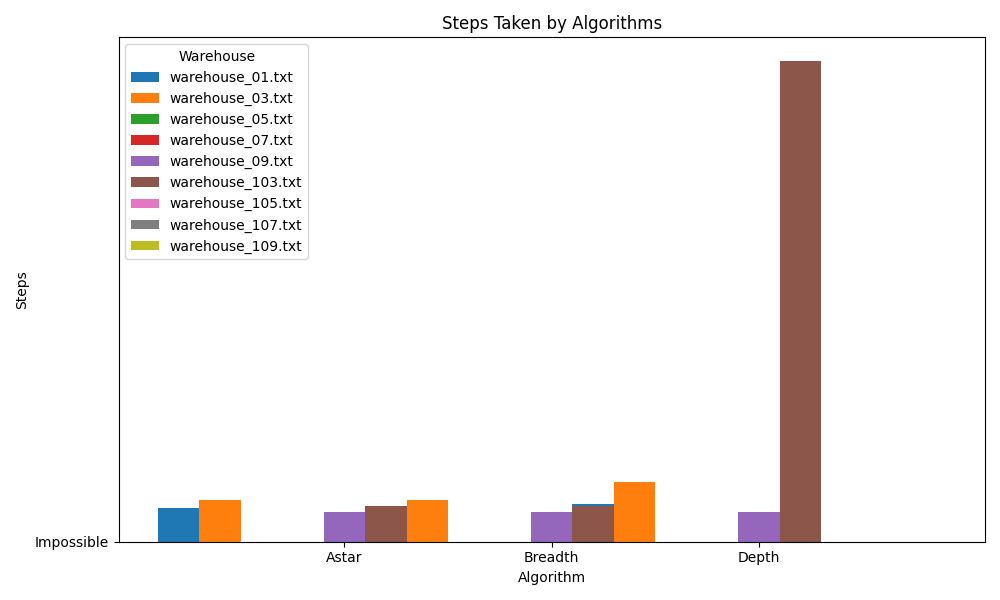 Steps Taken by Algorithms
Warehouse
warehouse_01.txt
warehouse_03.txt
warehouse_05.txt
warehouse_07.txt
warehouse_09.txt
warehouse_103.txt
warehouse_105.txt
warehouse_107.txt
warehouse_109.txt
Steps
Impossible
Astar
Breadth
Depth
Algorithm